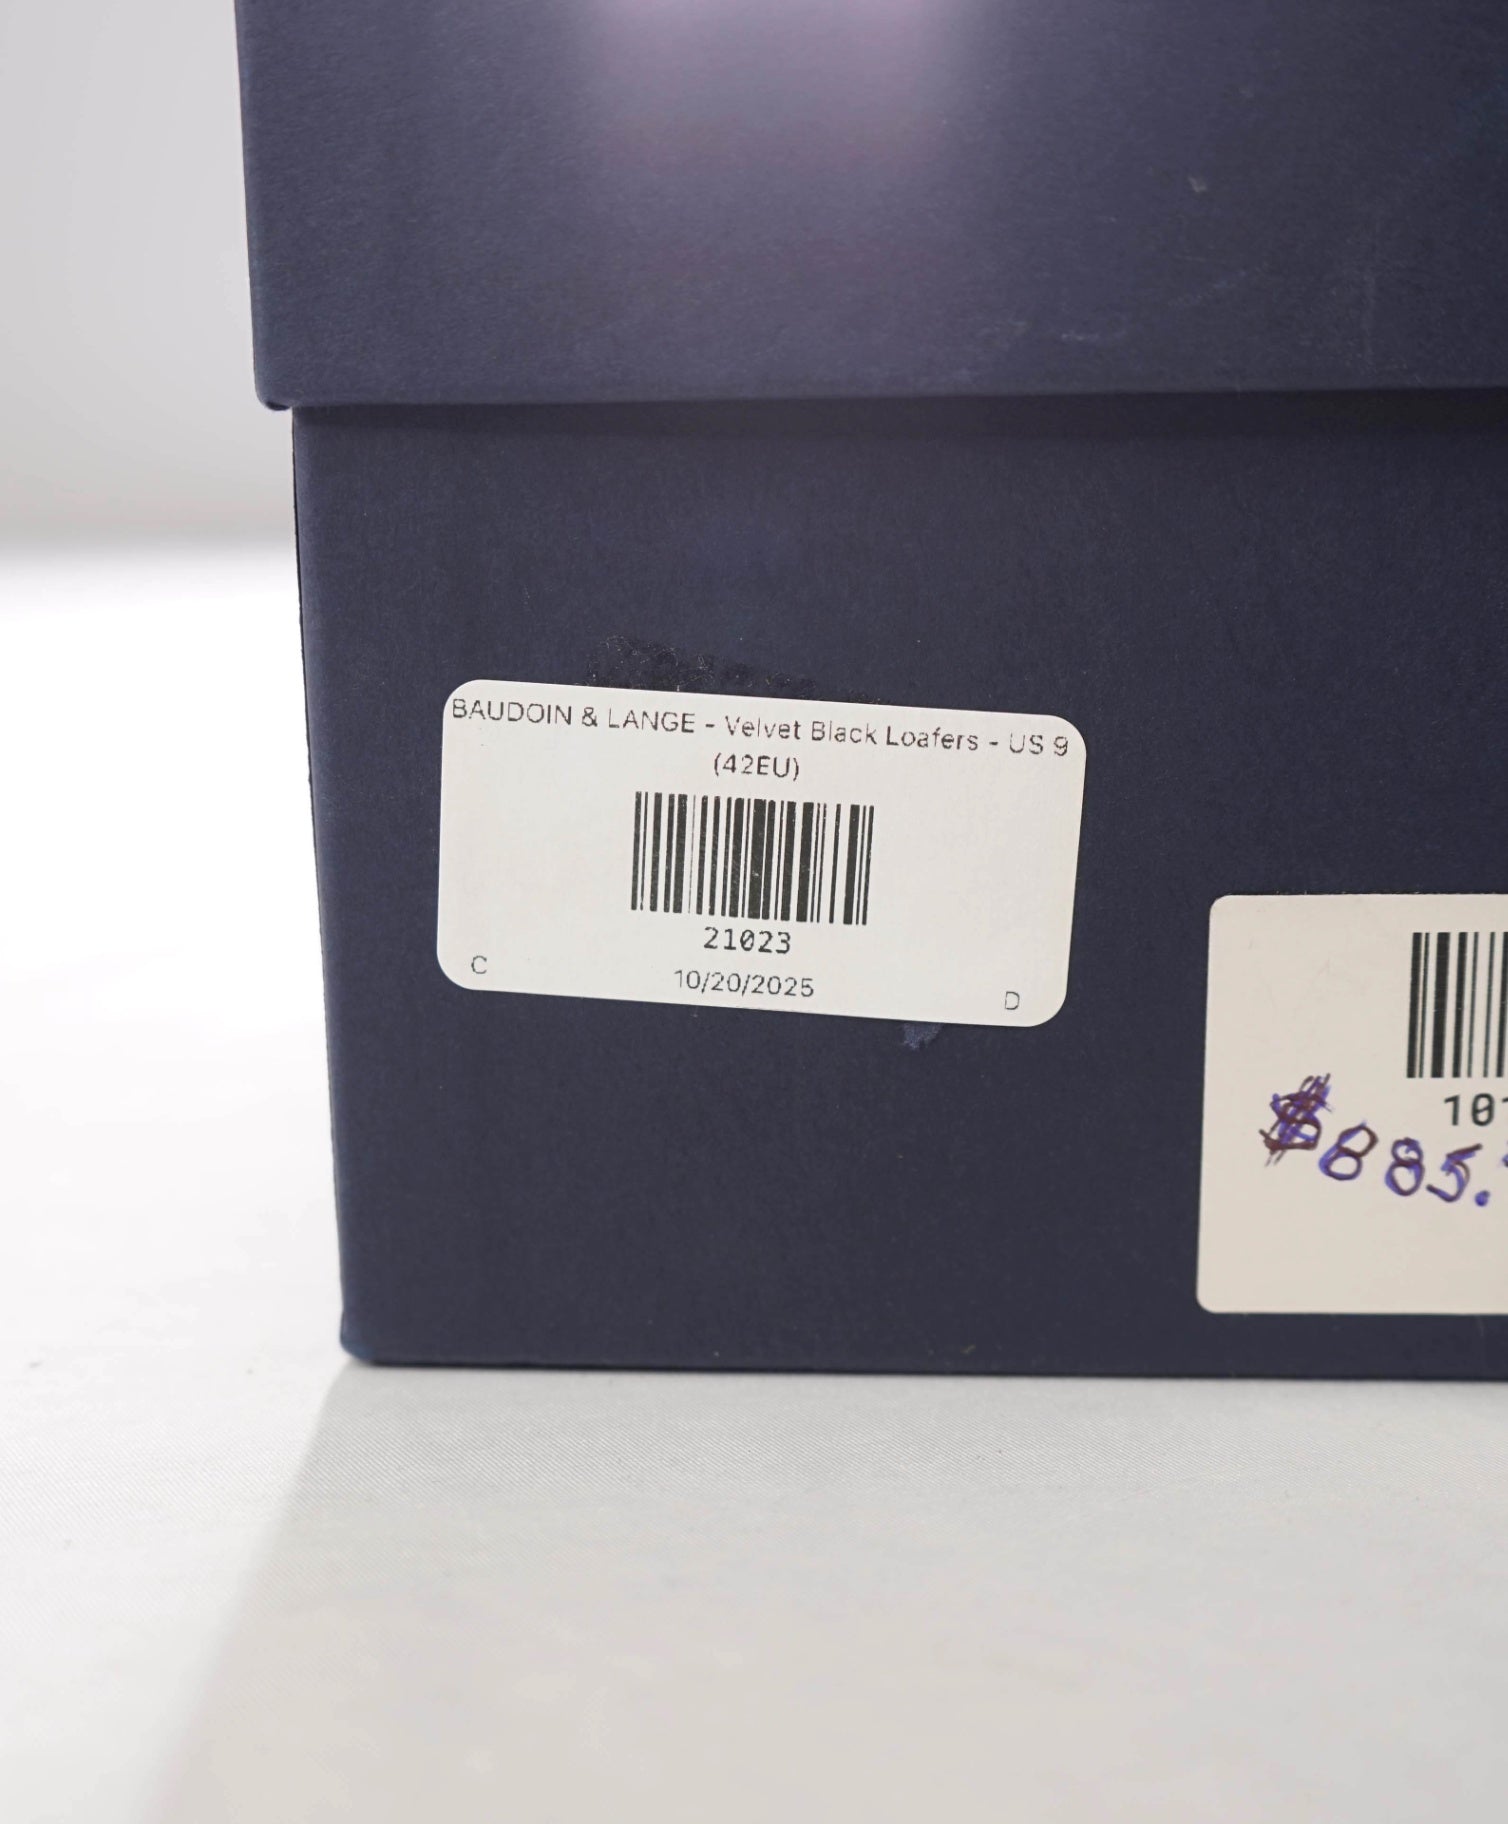 BAUDOIN & LANGE - Velvet Black Loafers - US 9
(42EU)
21023
10/20/2025
C
D
$885.